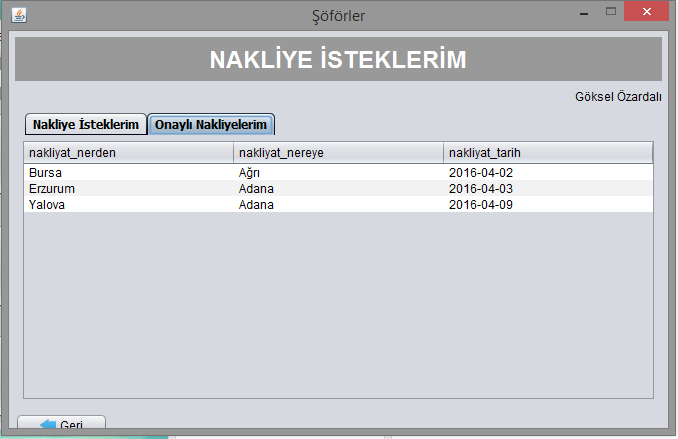 Şöförler
NAKLİYE İSTEKLERİM
Göksel Özardalı
Nakliye İsteklerim Onaylı Nakliyelerim
nakliyat_nerden nakliyat_nereye nakliyat_tarih
Bursa Ağrı 2016-04-02
Erzurum Adana 2016-04-03
Yalova Adana 2016-04-09
Geri